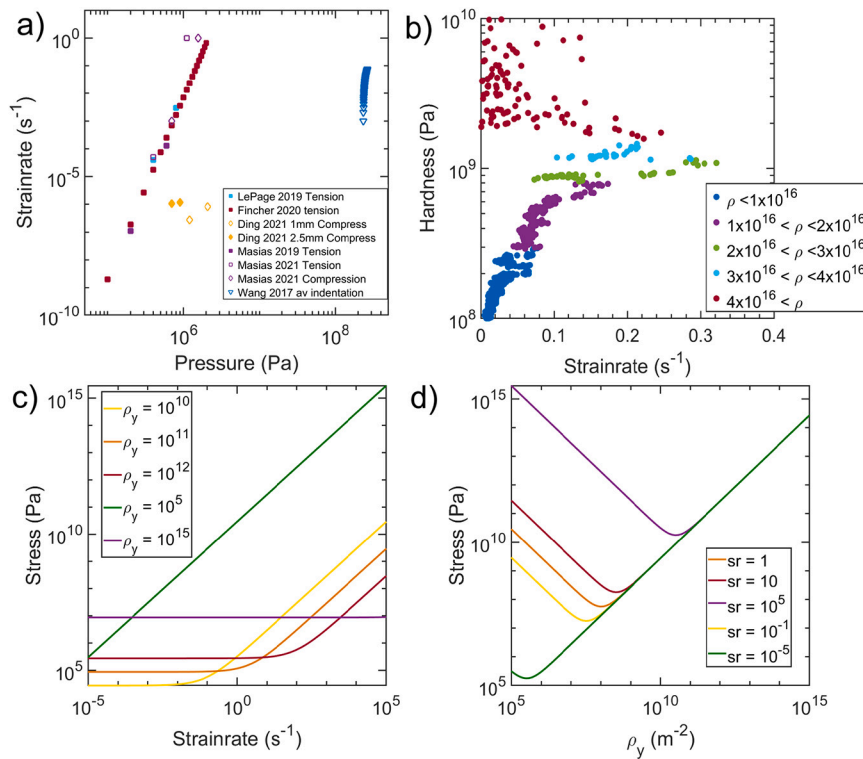 a)
10^0
10^-5
10^-10
Strainrate (s^-1)
10^6
10^8
Pressure (Pa)
LePage 2019 Tension
Fincher 2020 tension
Ding 2021 1mm Compress
Ding 2021 2.5mm Compress
Masias 2019 Tension
Masias 2021 Tension
Masias 2021 Compression
Wang 2017 av indentation
b)
10^10
10^9
10^8
Hardness (Pa)
0
0.1
0.2
0.3
0.4
Strainrate (s^-1)
ρ <1x10^16
1x10^16 < ρ <2x10^16
2x10^16 < ρ <3x10^16
3x10^16 < ρ <4x10^16
4x10^16 < ρ
c)
10^15
10^10
10^5
Stress (Pa)
10^-5
10^0
10^5
Strainrate (s^-1)
ρ_y = 10^10
ρ_y = 10^11
ρ_y = 10^12
ρ_y = 10^5
ρ_y = 10^15
d)
10^15
10^10
10^5
Stress (Pa)
10^5
10^10
10^15
ρ_y (m^-2)
sr = 1
sr = 10
sr = 10^5
sr = 10^-1
sr = 10^-5